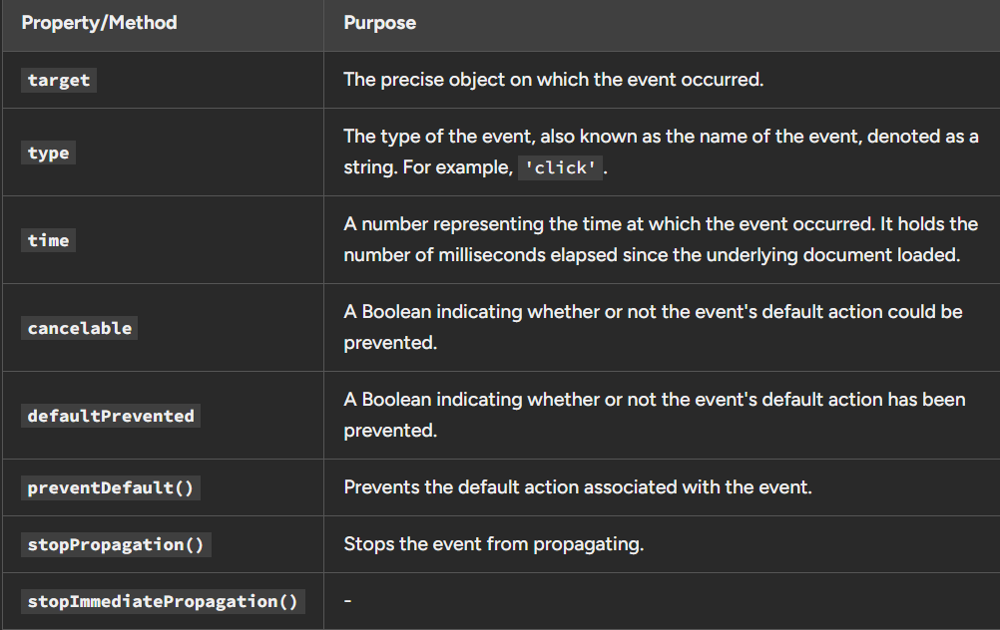 Property/Method Purpose
target The precise object on which the event occurred.
The type of the event, also known as the name of the event, denoted as a
type
string. For example, 'click'.
A number representing the time at which the event occurred. It holds the
time
number of milliseconds elapsed since the underlying document loaded.
A Boolean indicating whether or not the event's default action could be
cancelable
prevented.
A Boolean indicating whether or not the event's default action has been
defaultPrevented
prevented.
preventDefault() Prevents the default action associated with the event.
stopPropagation() Stops the event from propagating.
stopImmediatePropagation() -